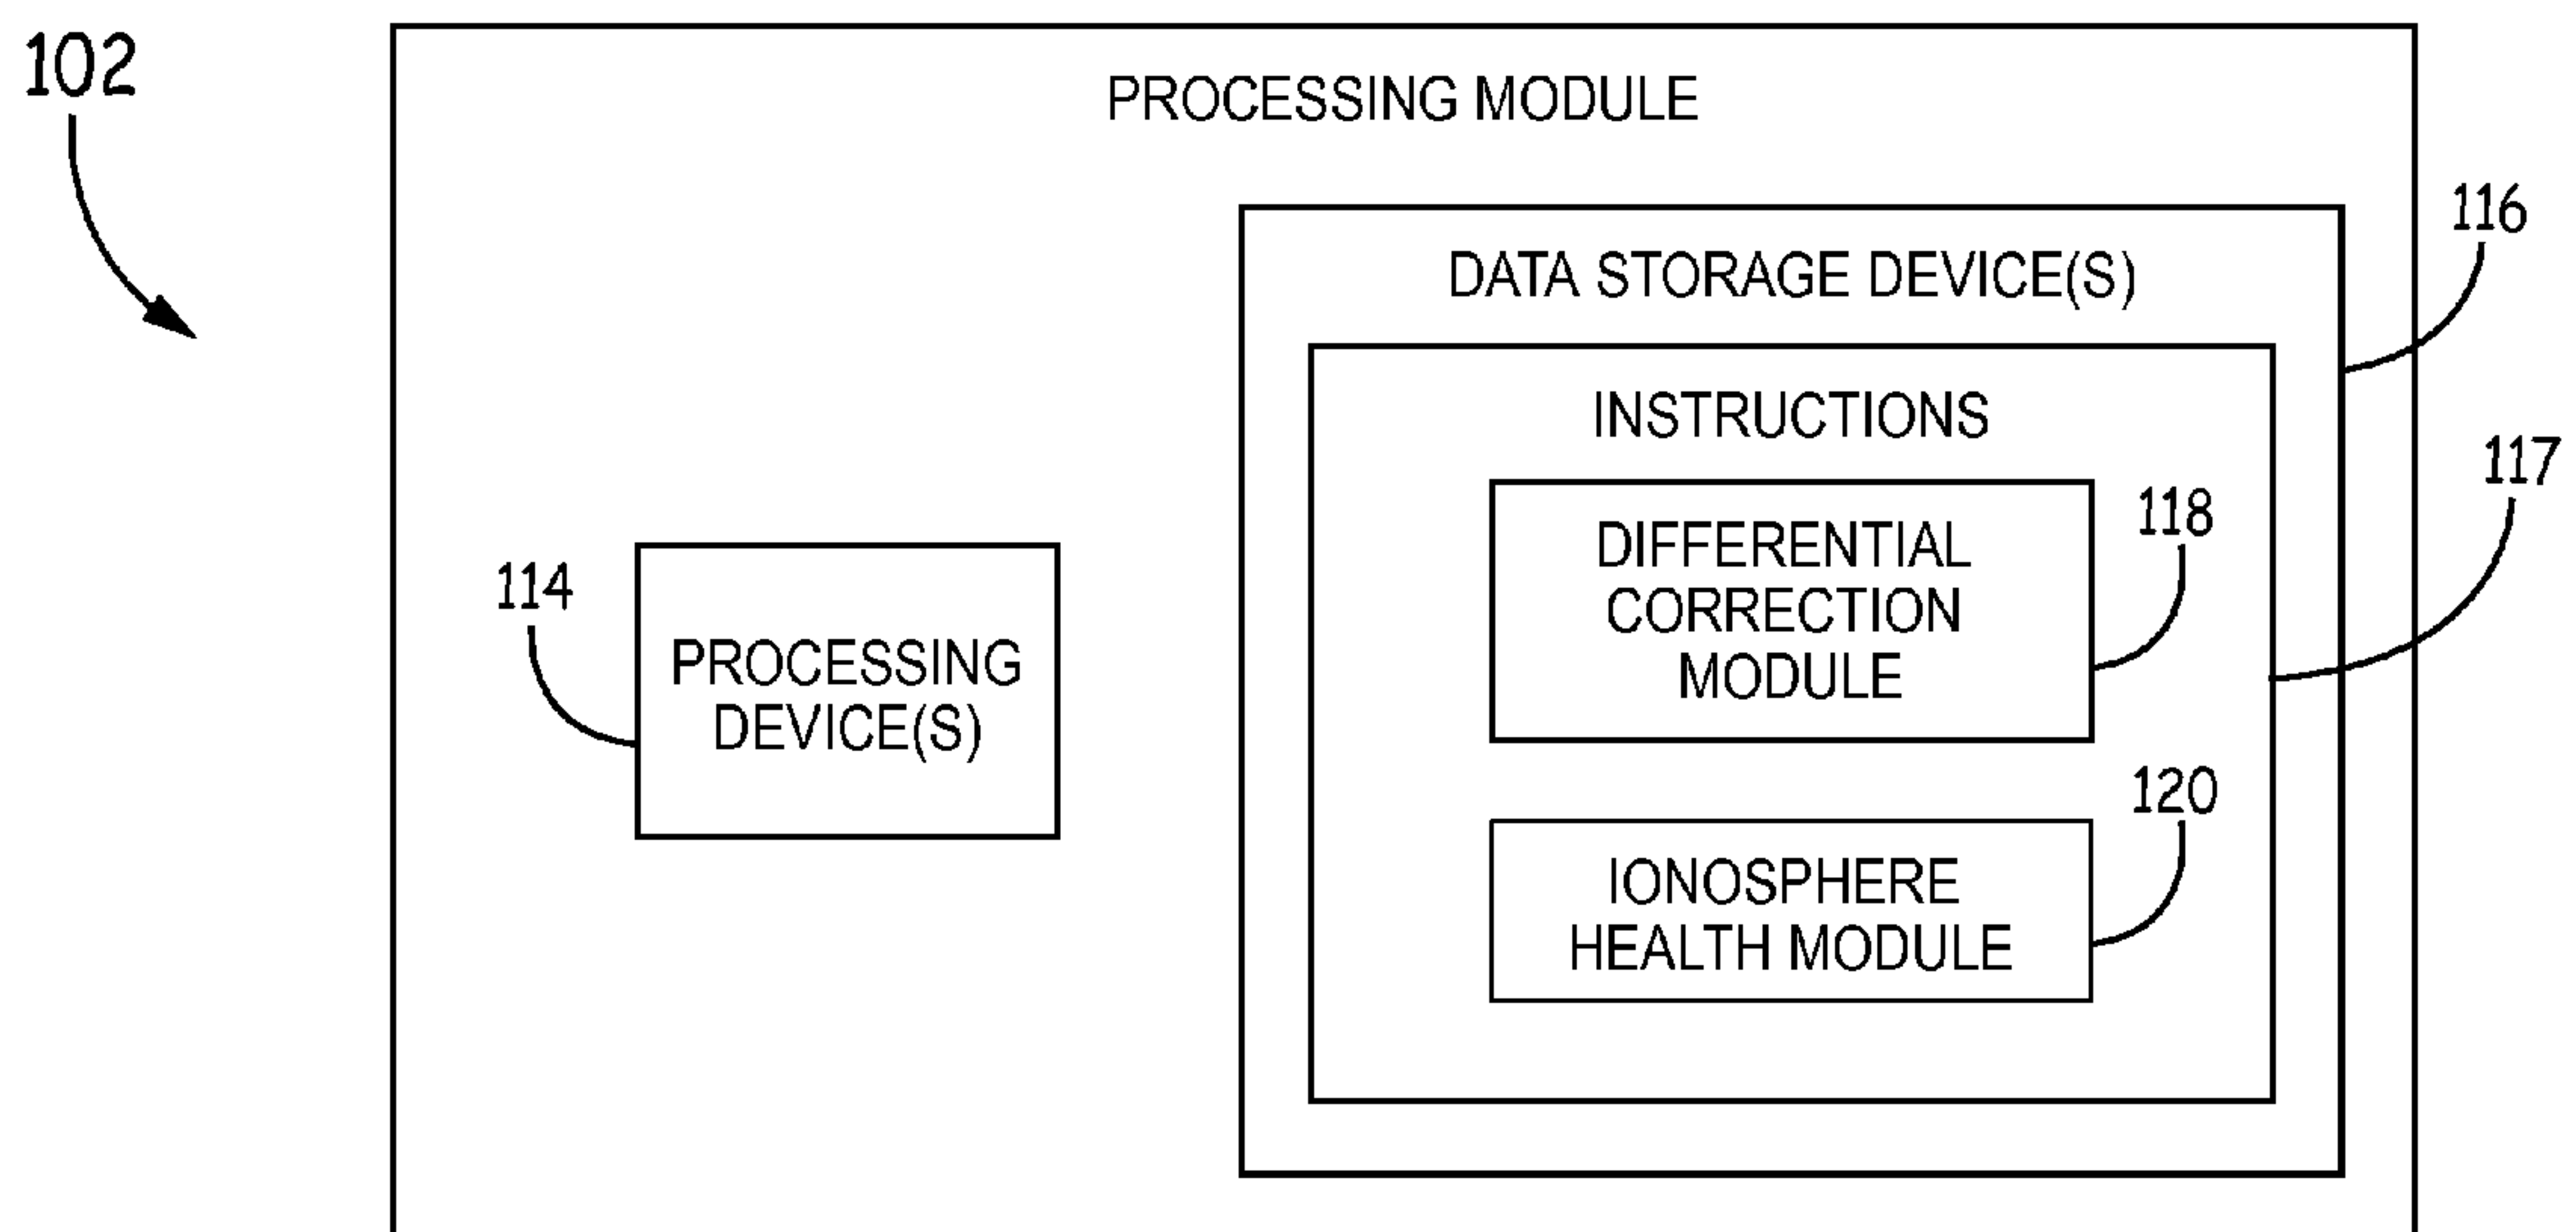 102
PROCESSING MODULE
116
DATA STORAGE DEVICE(S)
INSTRUCTIONS
117
118
DIFFERENTIAL
CORRECTION
MODULE
114
PROCESSING
DEVICE(S)
120
IONOSPHERE
HEALTH MODULE